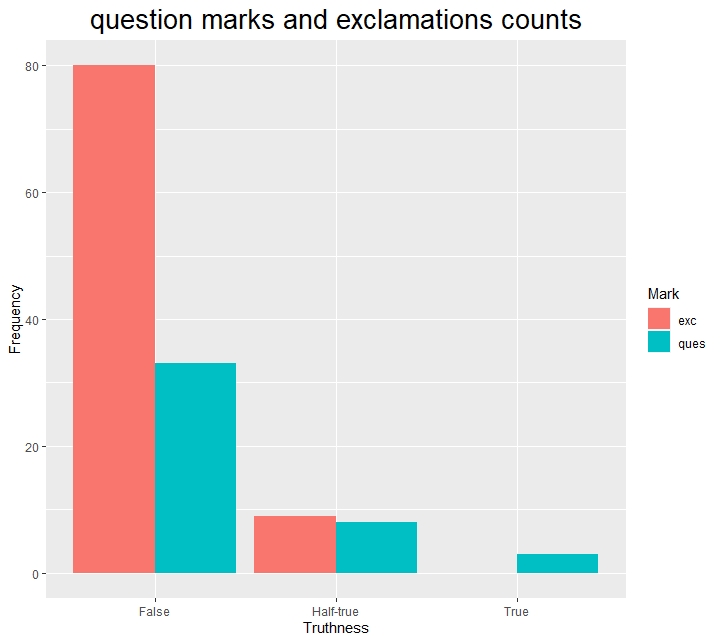 question marks and exclamations counts
80
60
40
20
0
Frequency
False
Half-true
True
Truthness
Mark
exc
ques